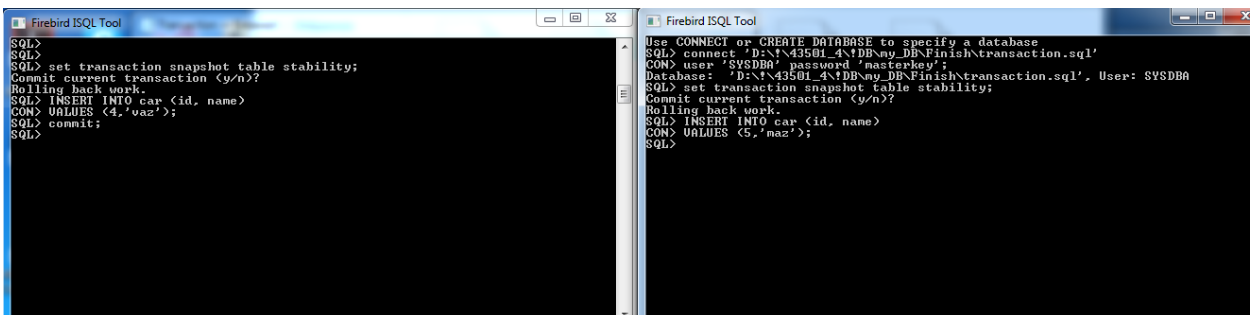 Firebird ISQL Tool
SQL>
SQL>
SQL> set transaction snapshot table stability;
Commit current transaction (y/n)?
Rolling back work.
SQL> INSERT INTO car (id, name)
CON> VALUES (4,'vaz');
SQL> commit;
SQL>
Firebird ISQL Tool
Use CONNECT or CREATE DATABASE to specify a database
SQL> connect 'D:\!\43501_4\!DB\my_DB\Finish\transaction.sql'
CON> user 'SYSDBA' password 'masterkey';
Database:  'D:\!\43501_4\!DB\my_DB\Finish\transaction.sql', User: SYSDBA
SQL> set transaction snapshot table stability;
Commit current transaction (y/n)?
Rolling back work.
SQL> INSERT INTO car (id, name)
CON> VALUES (5,'maz');
SQL>